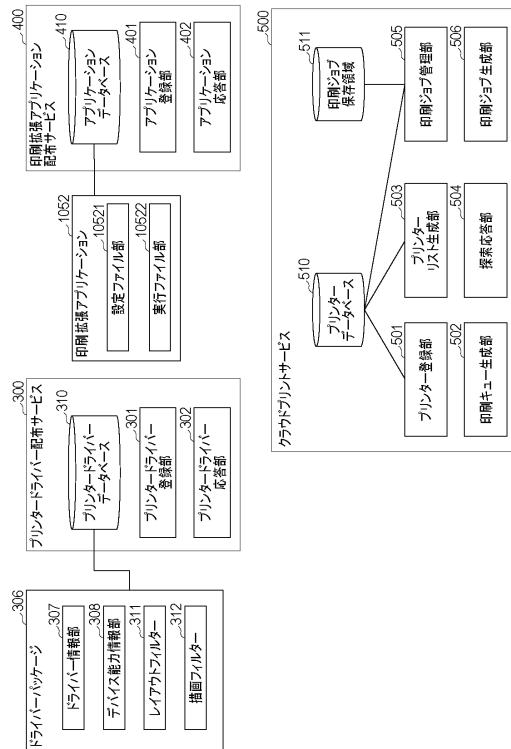 306
ドライバーパッケージ
307
ドライバー情報部
308
デバイス能力情報部
311
レイアウトフィルター
312
描画フィルター
300
プリンタードライバー配布サービス
310
プリンタードライバー
データベース
301
プリンタードライバー
登録部
302
プリンタードライバー
応答部
1052
印刷拡張アプリケーション
10521
設定ファイル部
10522
実行ファイル部
400
印刷拡張アプリケーション
配布サービス
410
アプリケーション
データベース
401
アプリケーション
登録部
402
アプリケーション
応答部
500
クラウドプリントサービス
510
プリンター
データベース
511
印刷ジョブ
保存領域
501
プリンター登録部
502
印刷キュー生成部
503
プリンター
リスト生成部
504
探索応答部
505
印刷ジョブ管理部
506
印刷ジョブ生成部